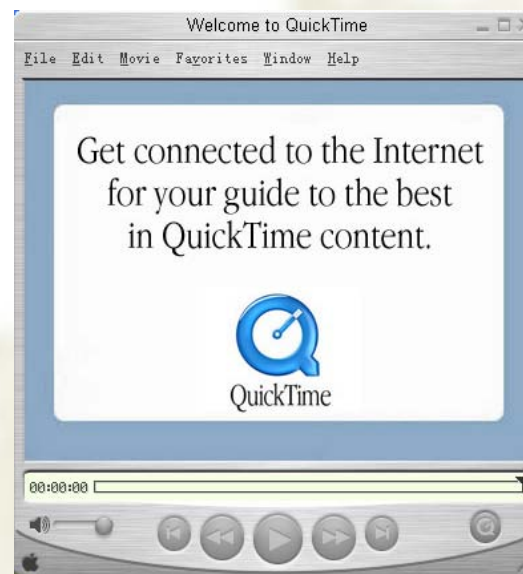 Welcome to QuickTime
File Edit Movie Favorites Window Help
Get connected to the Internet
for your guide to the best
in QuickTime content.
QuickTime
00:00:00